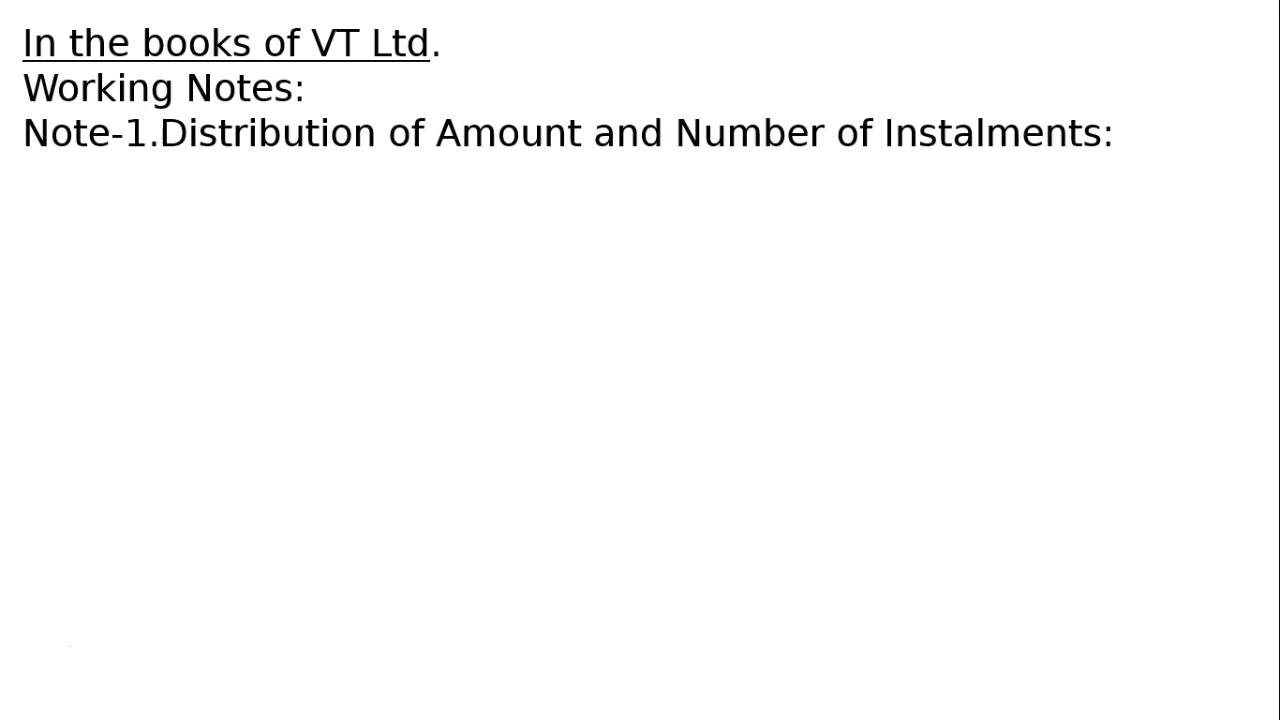 In the books of VT Ltd.
Working Notes:
Note-1.Distribution of Amount and Number of Instalments: